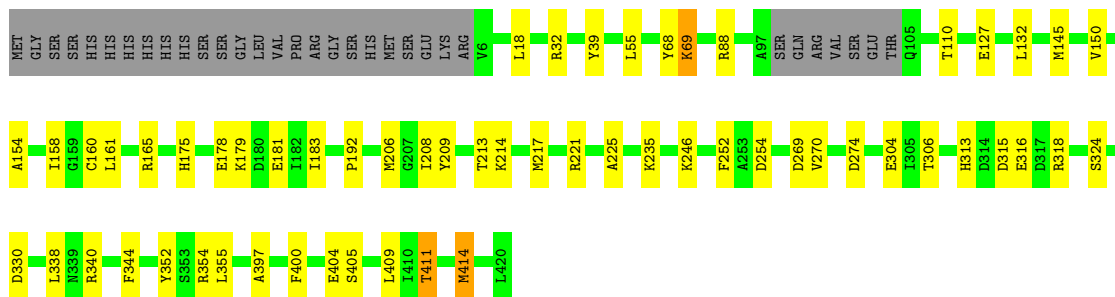 MET GLY SER SER HIS HIS HIS HIS HIS HIS SER SER GLY LEU VAL PRO ARG GLY SER HIS MET SER GLU LYS ARG V6 L18 R32 Y39 L55 Y68 K69 R88 A97 SER GLN ARG VAL SER GLU THR Q105 T110 E127 L132 M145 V150
A154 I158 G159 C160 L161 R165 H175 E178 K179 D180 E181 I182 I183 P192 M206 G207 I208 Y209 T213 K214 M217 R221 A225 K235 K246 F252 A253 D254 D269 V270 D274 E304 I305 T306 H313 D314 D315 E316 D317 R318 S324
D330 L338 N339 R340 F344 Y352 S353 R354 L355 A397 F400 E404 S405 L409 I410 T411 M414 L420